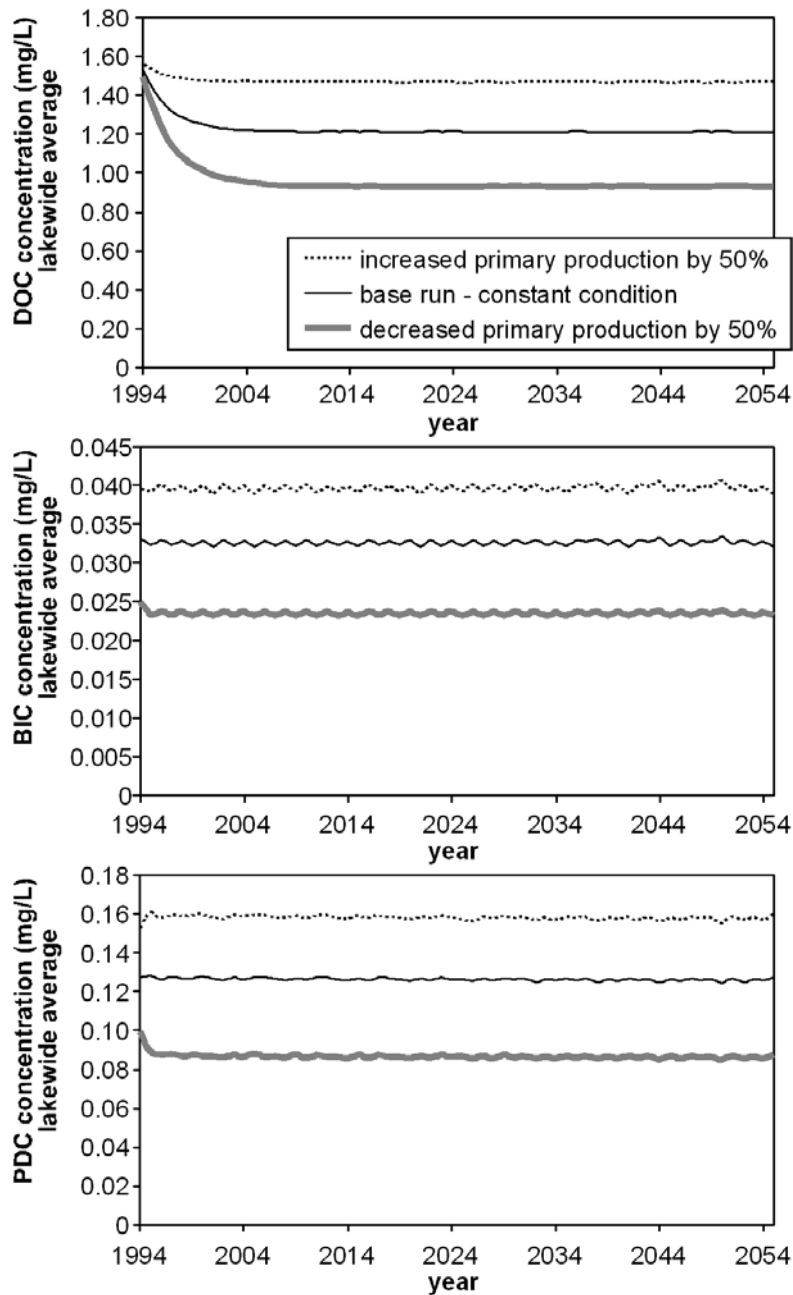 DOC concentration (mg/L)
lakewide average
1.80
1.60
1.40
1.20
1.00
0.80
0.60
0.40
0.20
0
increased primary production by 50%
base run - constant condition
decreased primary production by 50%
1994 2004 2014 2024 2034 2044 2054
year
BIC concentration (mg/L)
lakewide average
0.045
0.040
0.035
0.030
0.025
0.020
0.015
0.010
0.005
0
1994 2004 2014 2024 2034 2044 2054
year
PDC concentration (mg/L)
lakewide average
0.18
0.16
0.14
0.12
0.10
0.08
0.06
0.04
0.02
0
1994 2004 2014 2024 2034 2044 2054
year